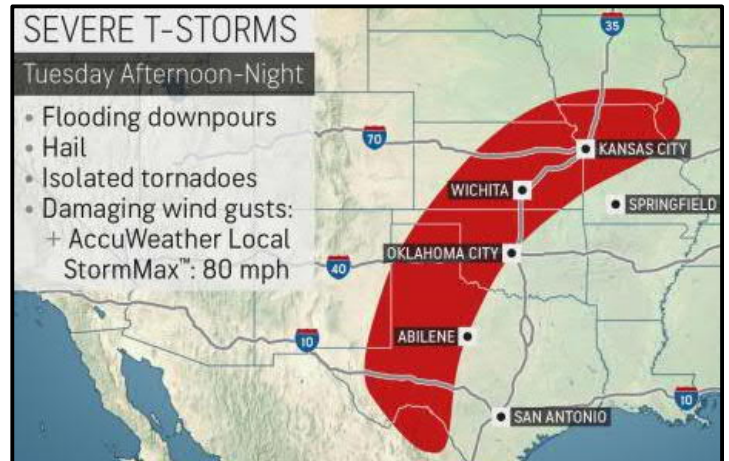 SEVERE T-STORMS
Tuesday Afternoon-Night
• Flooding downpours
• Hail
• Isolated tornadoes
• Damaging wind gusts:
+ AccuWeather Local
StormMax™: 80 mph
35
70
KANSAS CITY
WICHITA
SPRINGFIELD
OKLAHOMA CITY
40
ABILENE
10
10
SAN ANTONIO